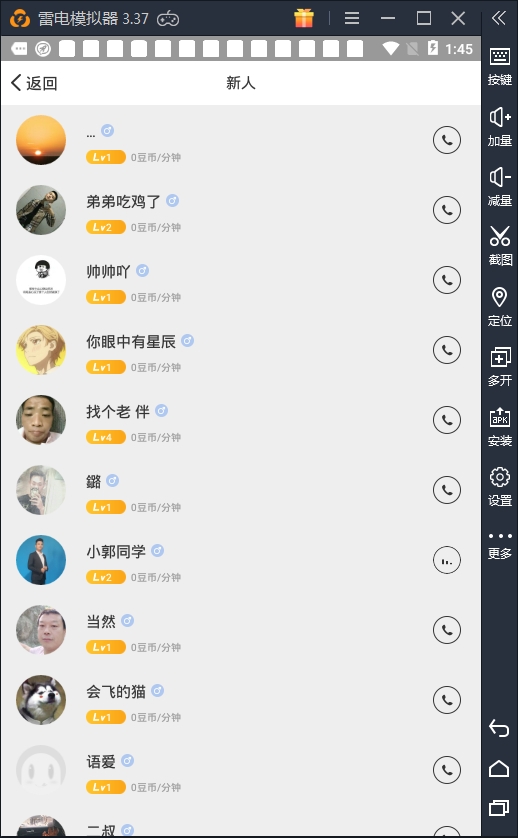 雷电模拟器 3.37
1:45
返回
新人
按键
加量
减量
截图
定位
多开
APK
安装
设置
更多
...
Lv1 0豆币/分钟
弟弟吃鸡了
Lv2 0豆币/分钟
帅帅吖
Lv1 0豆币/分钟
你眼中有星辰
Lv1 0豆币/分钟
找个老 伴
Lv4 0豆币/分钟
鏴
Lv1 0豆币/分钟
小郭同学
Lv2 0豆币/分钟
当然
Lv1 0豆币/分钟
会飞的猫
Lv1 0豆币/分钟
语爱
Lv1 0豆币/分钟
二叔